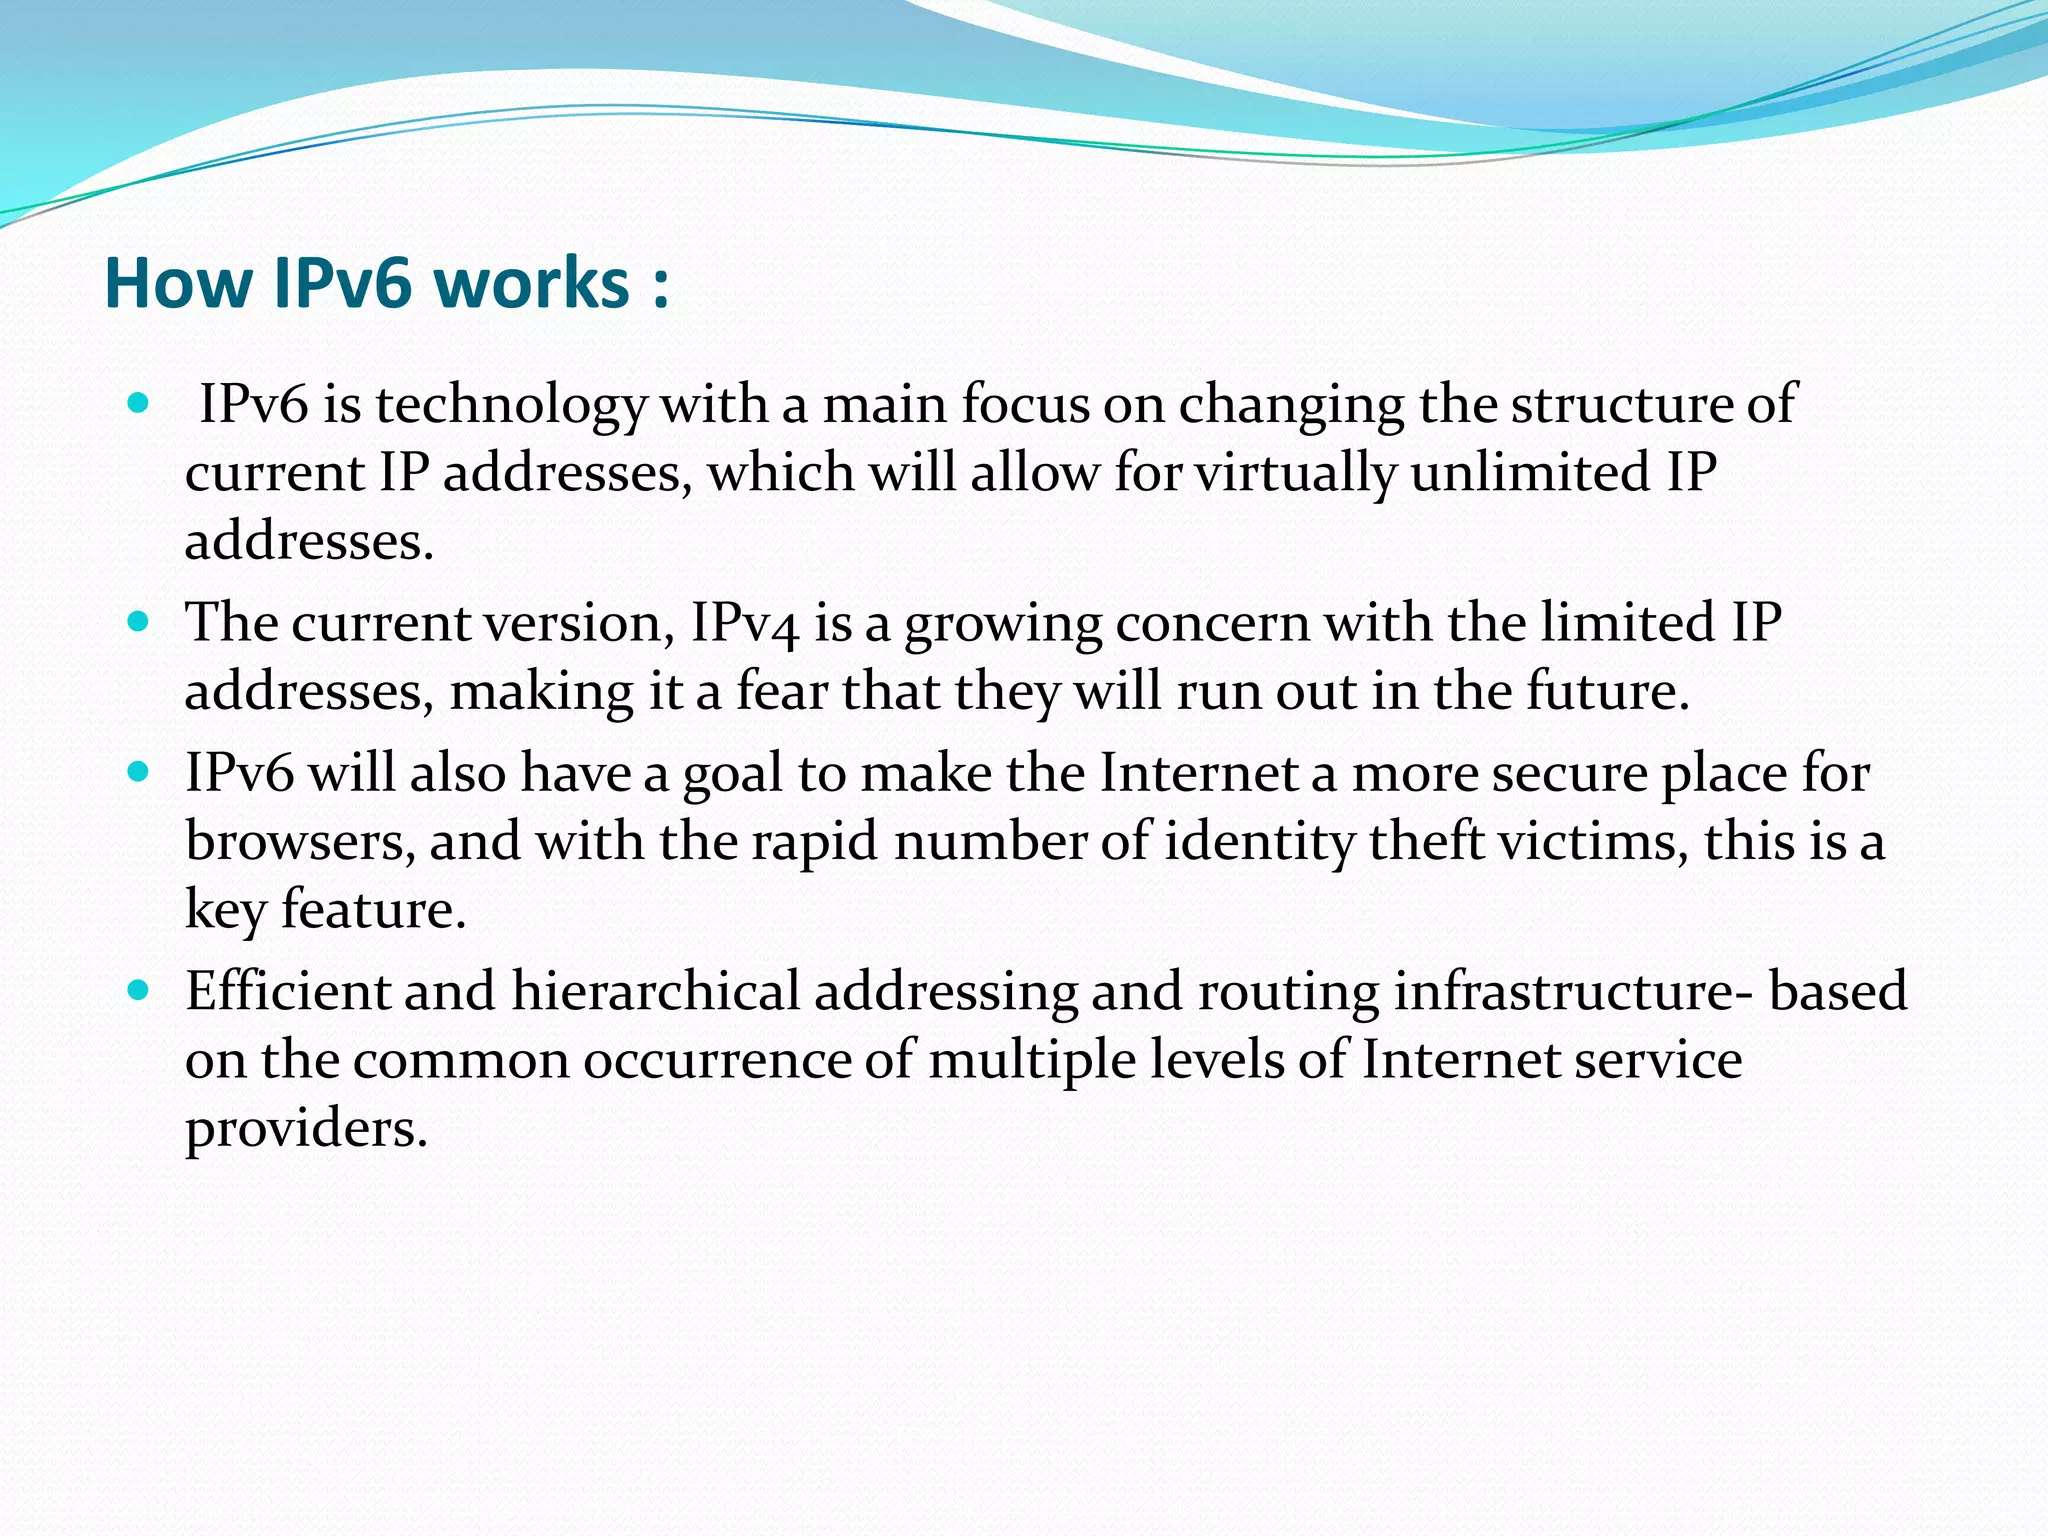 How IPv6 works :
• IPv6 is technology with a main focus on changing the structure of
current IP addresses, which will allow for virtually unlimited IP
addresses.
• The current version, IPv4 is a growing concern with the limited IP
addresses, making it a fear that they will run out in the future.
• IPv6 will also have a goal to make the Internet a more secure place for
browsers, and with the rapid number of identity theft victims, this is a
key feature.
• Efficient and hierarchical addressing and routing infrastructure- based
on the common occurrence of multiple levels of Internet service
providers.